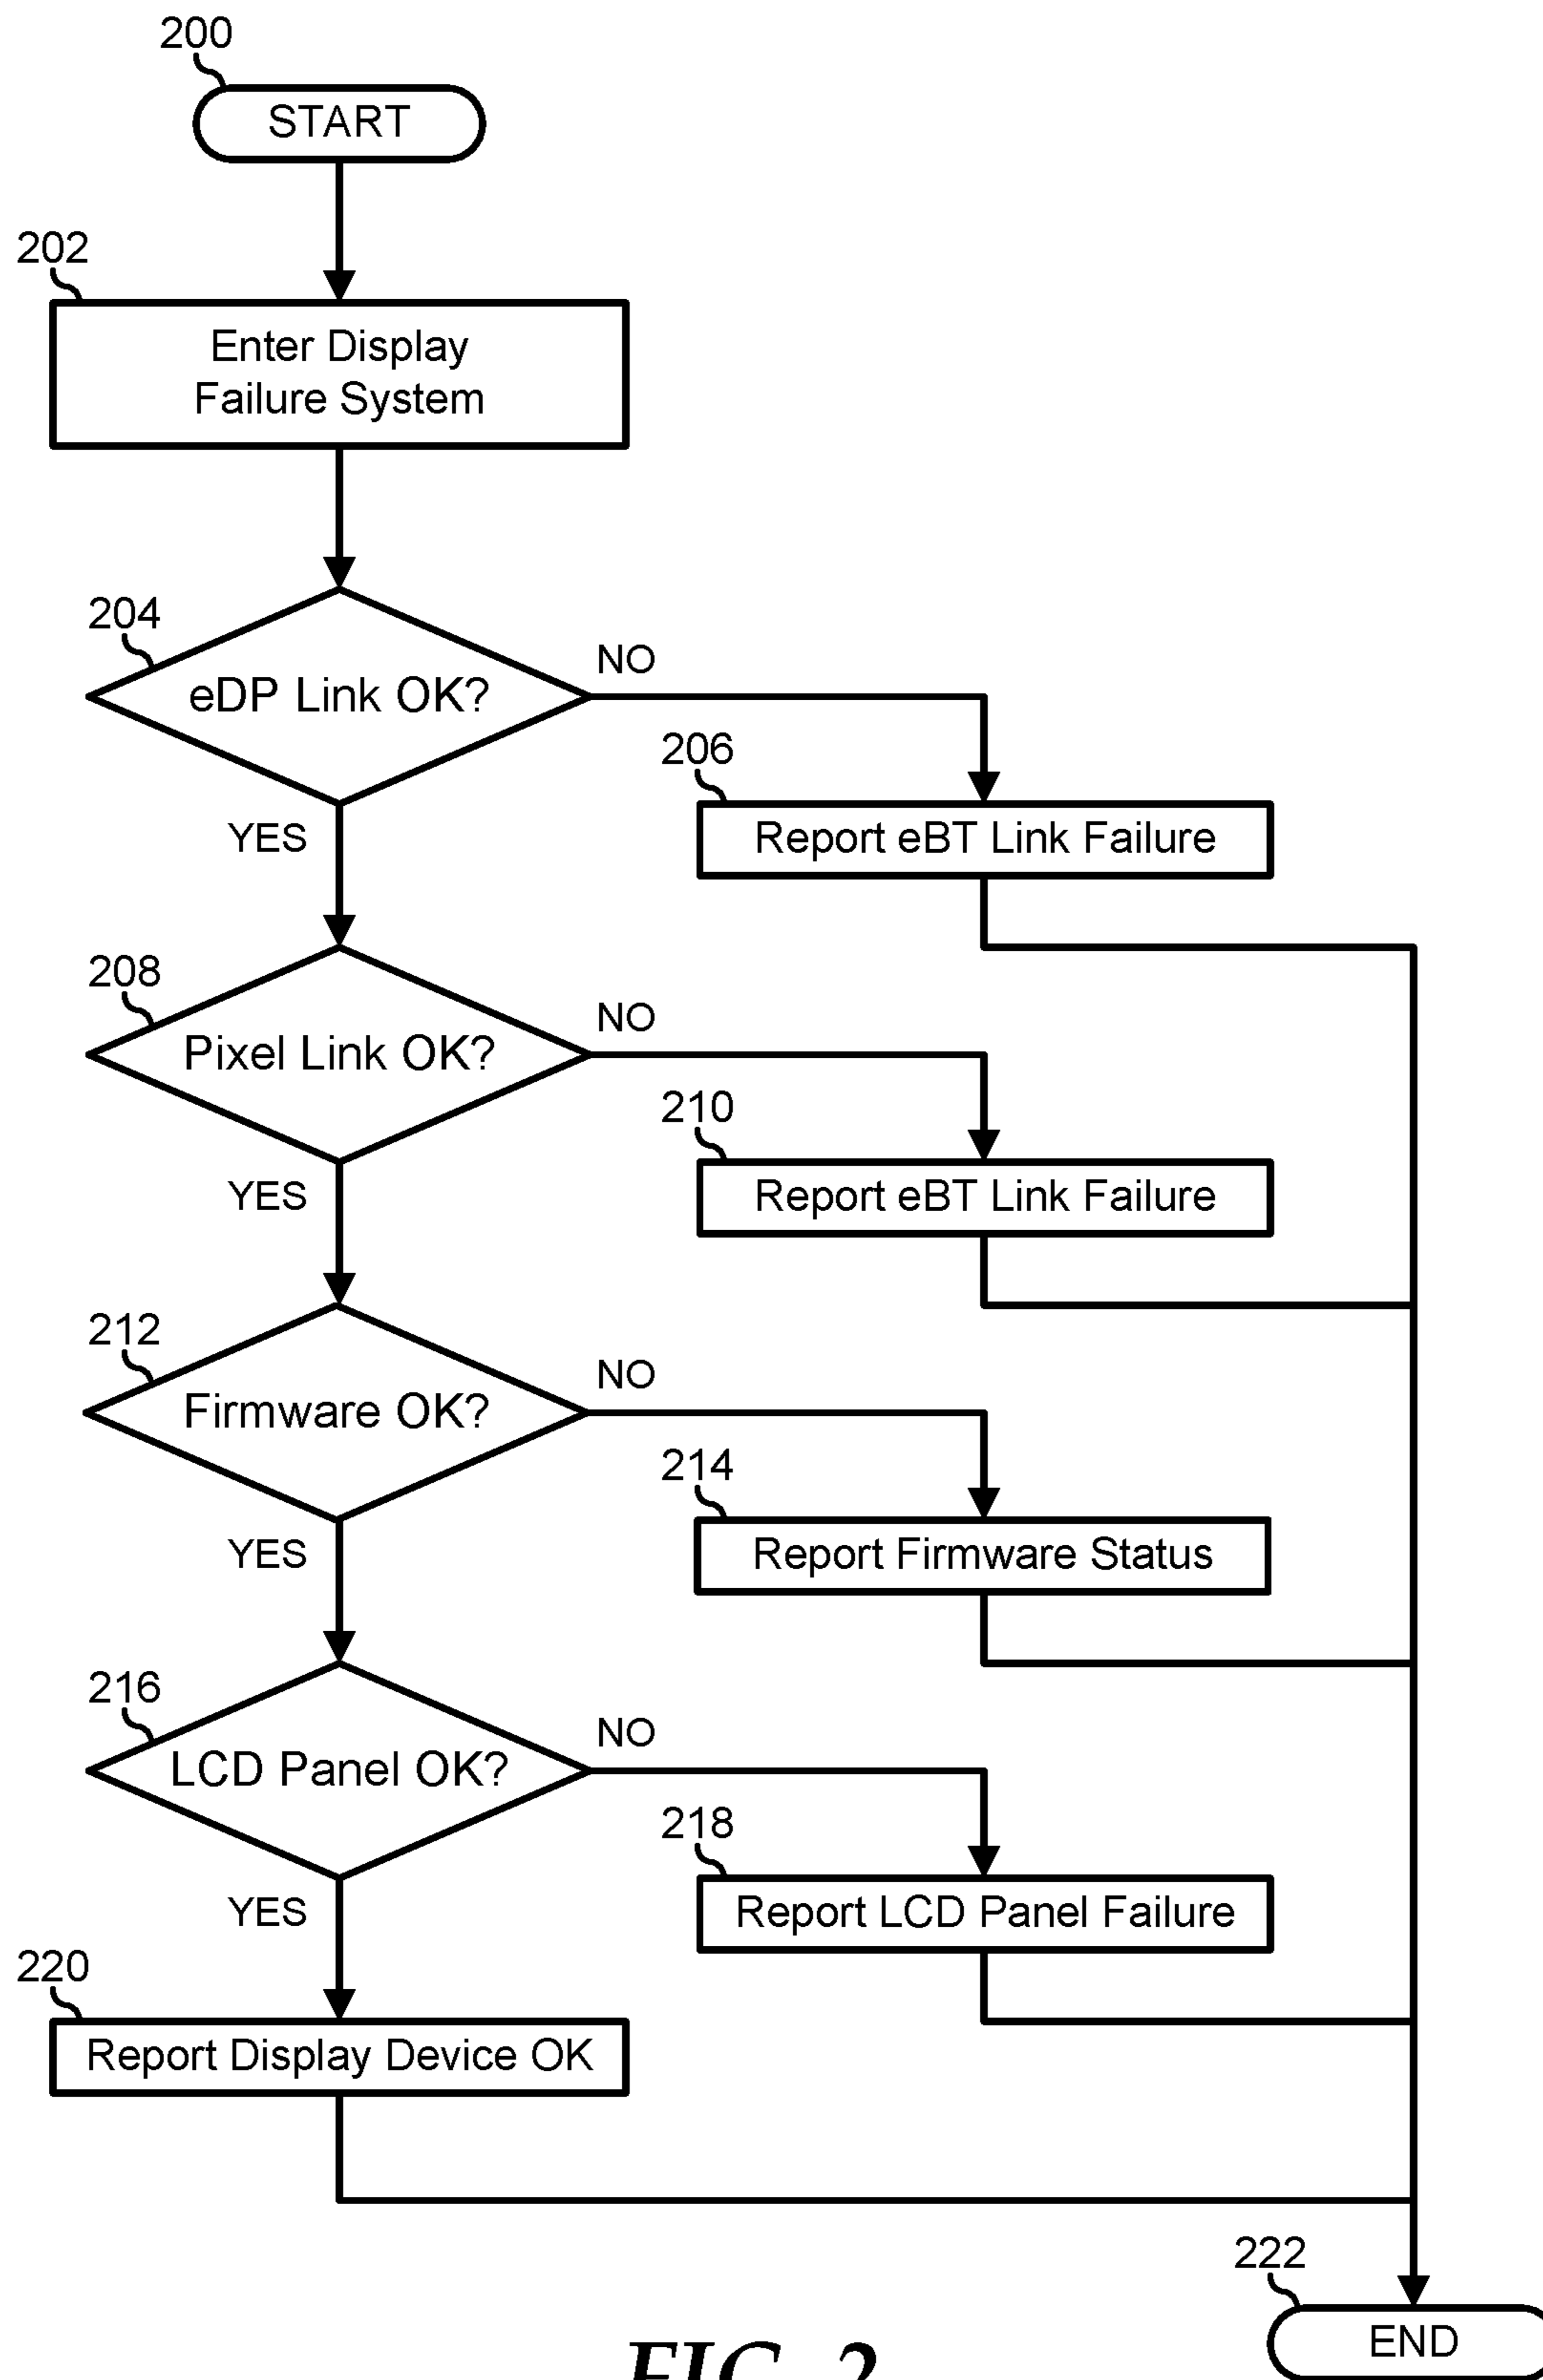 200
START
202
Enter Display
Failure System
204
eDP Link OK?
NO
206
Report eBT Link Failure
YES
208
Pixel Link OK?
NO
210
Report eBT Link Failure
YES
212
Firmware OK?
NO
214
Report Firmware Status
YES
216
LCD Panel OK?
NO
218
Report LCD Panel Failure
YES
220
Report Display Device OK
222
END
FIG. 2